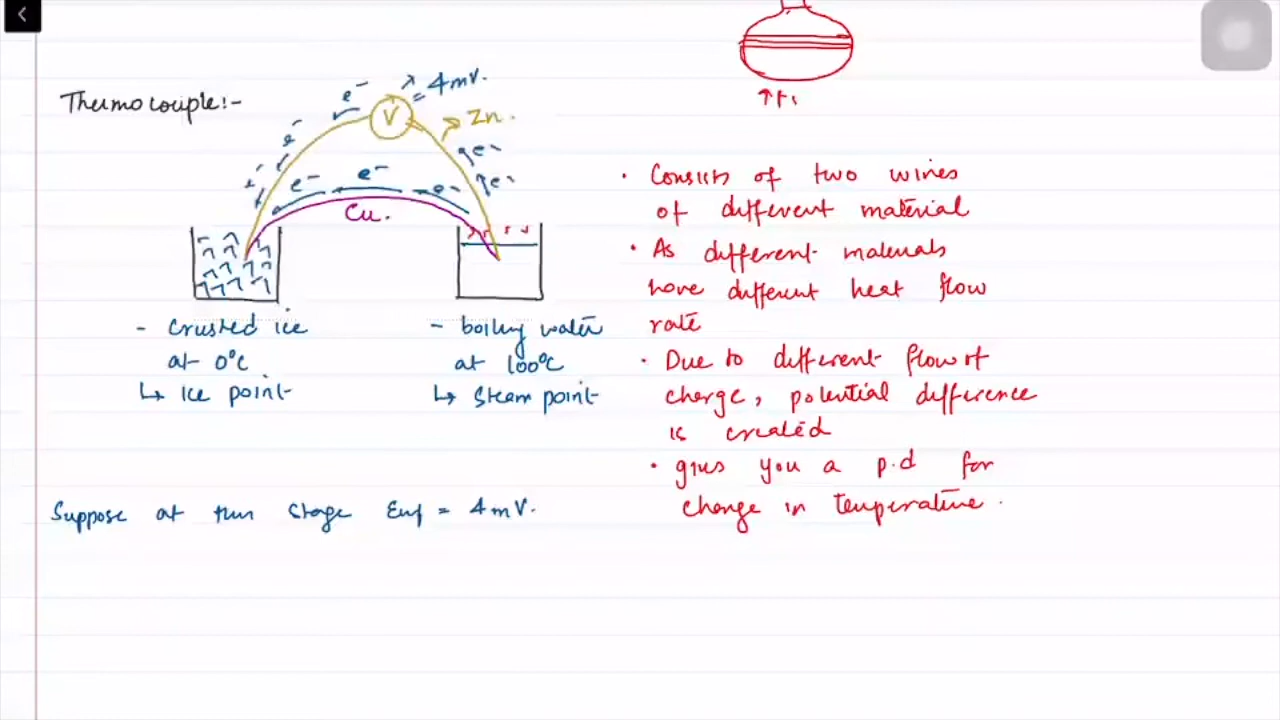 Thermocouple:-
e⁻
= 4mV.
V
Zn.
e⁻
e⁻
e⁻
e⁻
e⁻
e⁻
e⁻
e⁻
Cu.
- Crushed ice
at 0°C
↳ Ice point
- boiling water
at 100°C
↳ Steam point
Suppose at this stage Emf = 4mV.
• Consists of two wires
of different material
• As different materials
have different heat flow
rate
• Due to different flow of
charge, potential difference
is created
• gives you a p.d for
change in temperature.